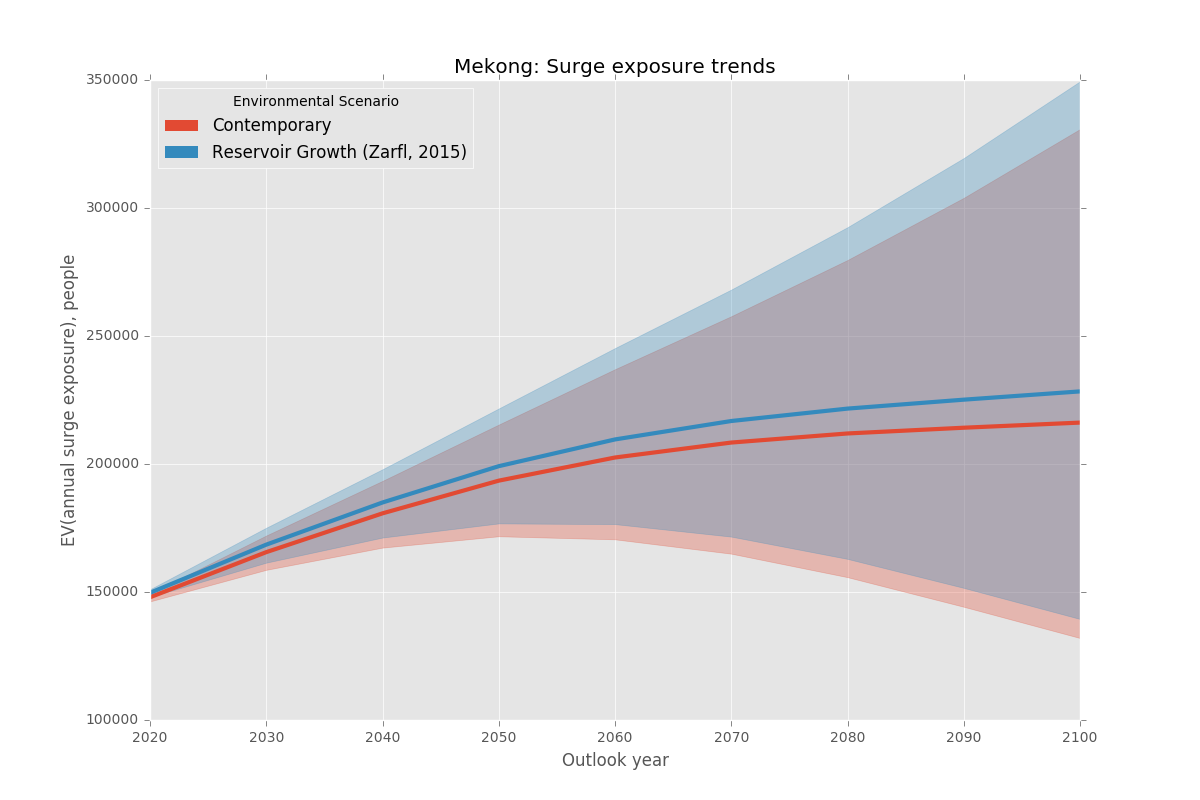 Mekong: Surge exposure trends
350000
300000
250000
200000
150000
100000
EV(annual surge exposure), people
Environmental Scenario
Contemporary
Reservoir Growth (Zarfl, 2015)
2020 2030 2040 2050 2060 2070 2080 2090 2100
Outlook year